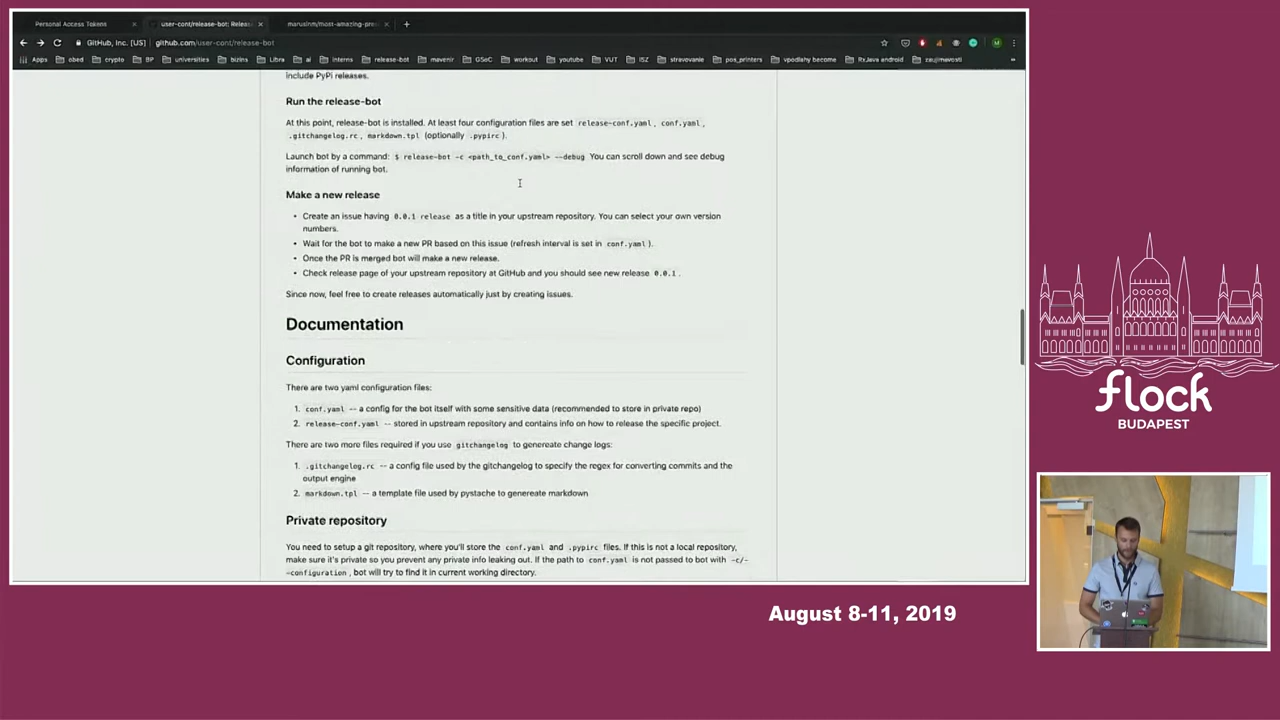 Personal Access Tokens
user-cont/release-bot: Releas
marusinm/most-amazing-pro
GitHub, Inc. [US]
github.com/user-cont/release-bot
Apps
obed
crypto
BP
universities
bizins
Libra
ai
interns
release-bot
mavenir
GSoC
workout
youtube
VUT
ISZ
stravovanie
pos_printers
vpodlahy become
RxJava android
zaujimavosti
include PyPi releases.
Run the release-bot
At this point, release-bot is installed. At least four configuration files are set release-conf.yaml, conf.yaml,
.gitchangelog.rc, markdown.tpl (optionally .pypirc).
Launch bot by a command: $ release-bot -c <path_to_conf.yaml> --debug You can scroll down and see debug
information of running bot.
Make a new release
• Create an issue having 0.0.1 release as a title in your upstream repository. You can select your own version
numbers.
• Wait for the bot to make a new PR based on this issue (refresh interval is set in conf.yaml).
• Once the PR is merged bot will make a new release.
• Check release page of your upstream repository at GitHub and you should see new release 0.0.1.
Since now, feel free to create releases automatically just by creating issues.
Documentation
Configuration
There are two yaml configuration files:
1. conf.yaml -- a config for the bot itself with some sensitive data (recommended to store in private repo)
2. release-conf.yaml -- stored in upstream repository and contains info on how to release the specific project.
There are two more files required if you use gitchangelog to genereate change logs:
1. .gitchangelog.rc -- a config file used by the gitchangelog to specify the regex for converting commits and the
output engine
2. markdown.tpl -- a template file used by pystache to genereate markdown
Private repository
You need to setup a git repository, where you'll store the conf.yaml and .pypirc files. If this is not a local repository,
make sure it's private so you prevent any private info leaking out. If the path to conf.yaml is not passed to bot with -c/-
-configuration, bot will try to find it in current working directory.
flock
BUDAPEST
August 8-11, 2019